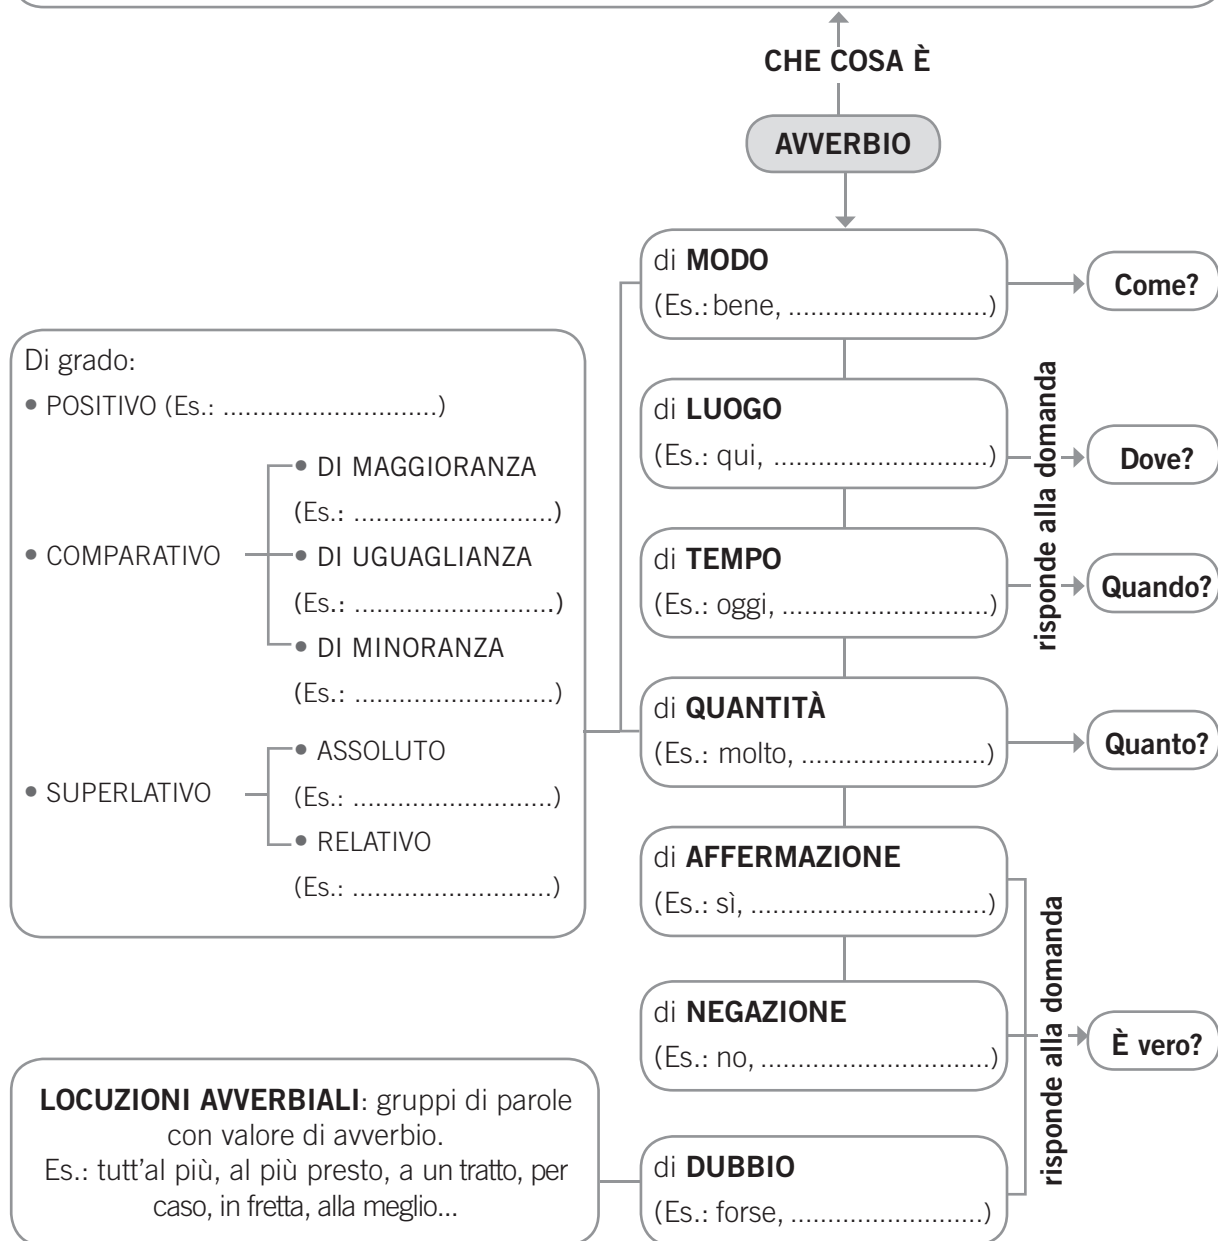 CHE COSA È
AVVERBIO
di MODO
(Es.: bene, ...........................)
Come?
di LUOGO
(Es.: qui, .............................)
Dove?
di TEMPO
(Es.: oggi, ............................)
Quando?
risponde alla domanda
di QUANTITÀ
(Es.: molto, .........................)
Quanto?
di AFFERMAZIONE
(Es.: sì, ................................)
di NEGAZIONE
(Es.: no, ................................)
di DUBBIO
(Es.: forse, ..........................)
risponde alla domanda
È vero?
Di grado:
• POSITIVO (Es.: .............................)
• COMPARATIVO
• DI MAGGIORANZA
(Es.: ...........................)
• DI UGUAGLIANZA
(Es.: ...........................)
• DI MINORANZA
(Es.: ...........................)
• SUPERLATIVO
• ASSOLUTO
(Es.: ...........................)
• RELATIVO
(Es.: ...........................)
LOCUZIONI AVVERBIALI: gruppi di parole
con valore di avverbio.
Es.: tutt'al più, al più presto, a un tratto, per
caso, in fretta, alla meglio...